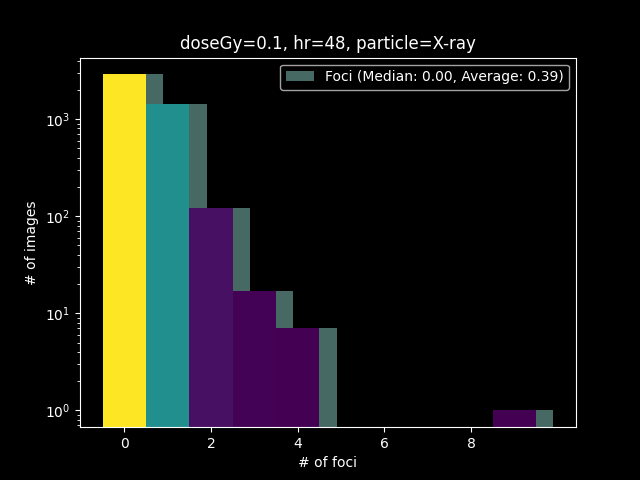 doseGy=0.1, hr=48, particle=X-ray
Foci (Median: 0.00, Average: 0.39)
10³
10²
10¹
10⁰
# of images
0 2 4 6 8
# of foci